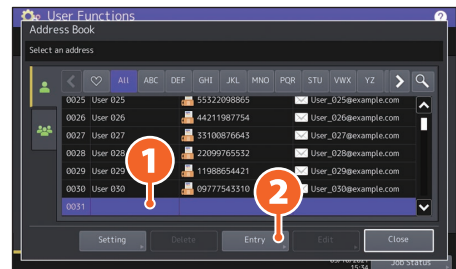 User Functions ?
Address Book
Select an address
All ABC DEF GHI JKL MNO PQR STU VWX YZ
0025 User 025 55322098865 User_025@example.com
0026 User 026 44211987754 User_026@example.com
0027 User 027 33100876643 User_027@example.com
0028 User 028 22099765532 User_028@example.com
0029 User 029 11988654421 User_029@example.com
0030 User 030 09777543310 User_030@example.com
0031
1
2
Setting Delete Entry Edit Close
15:34 Job Status